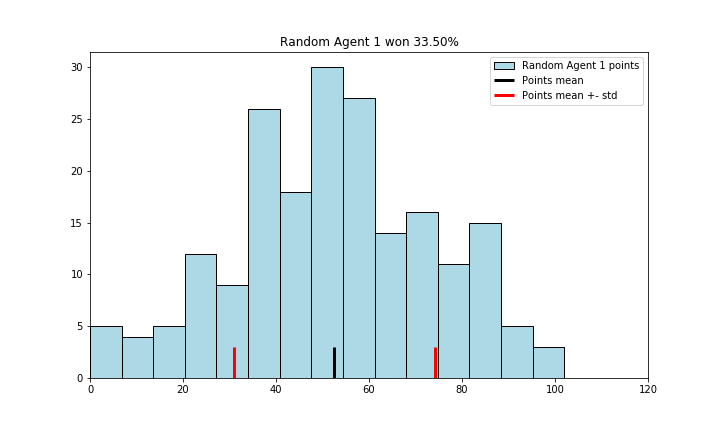 Random Agent 1 won 33.50%
Random Agent 1 points
Points mean
Points mean +- std
30
25
20
15
10
5
0
0 20 40 60 80 100 120